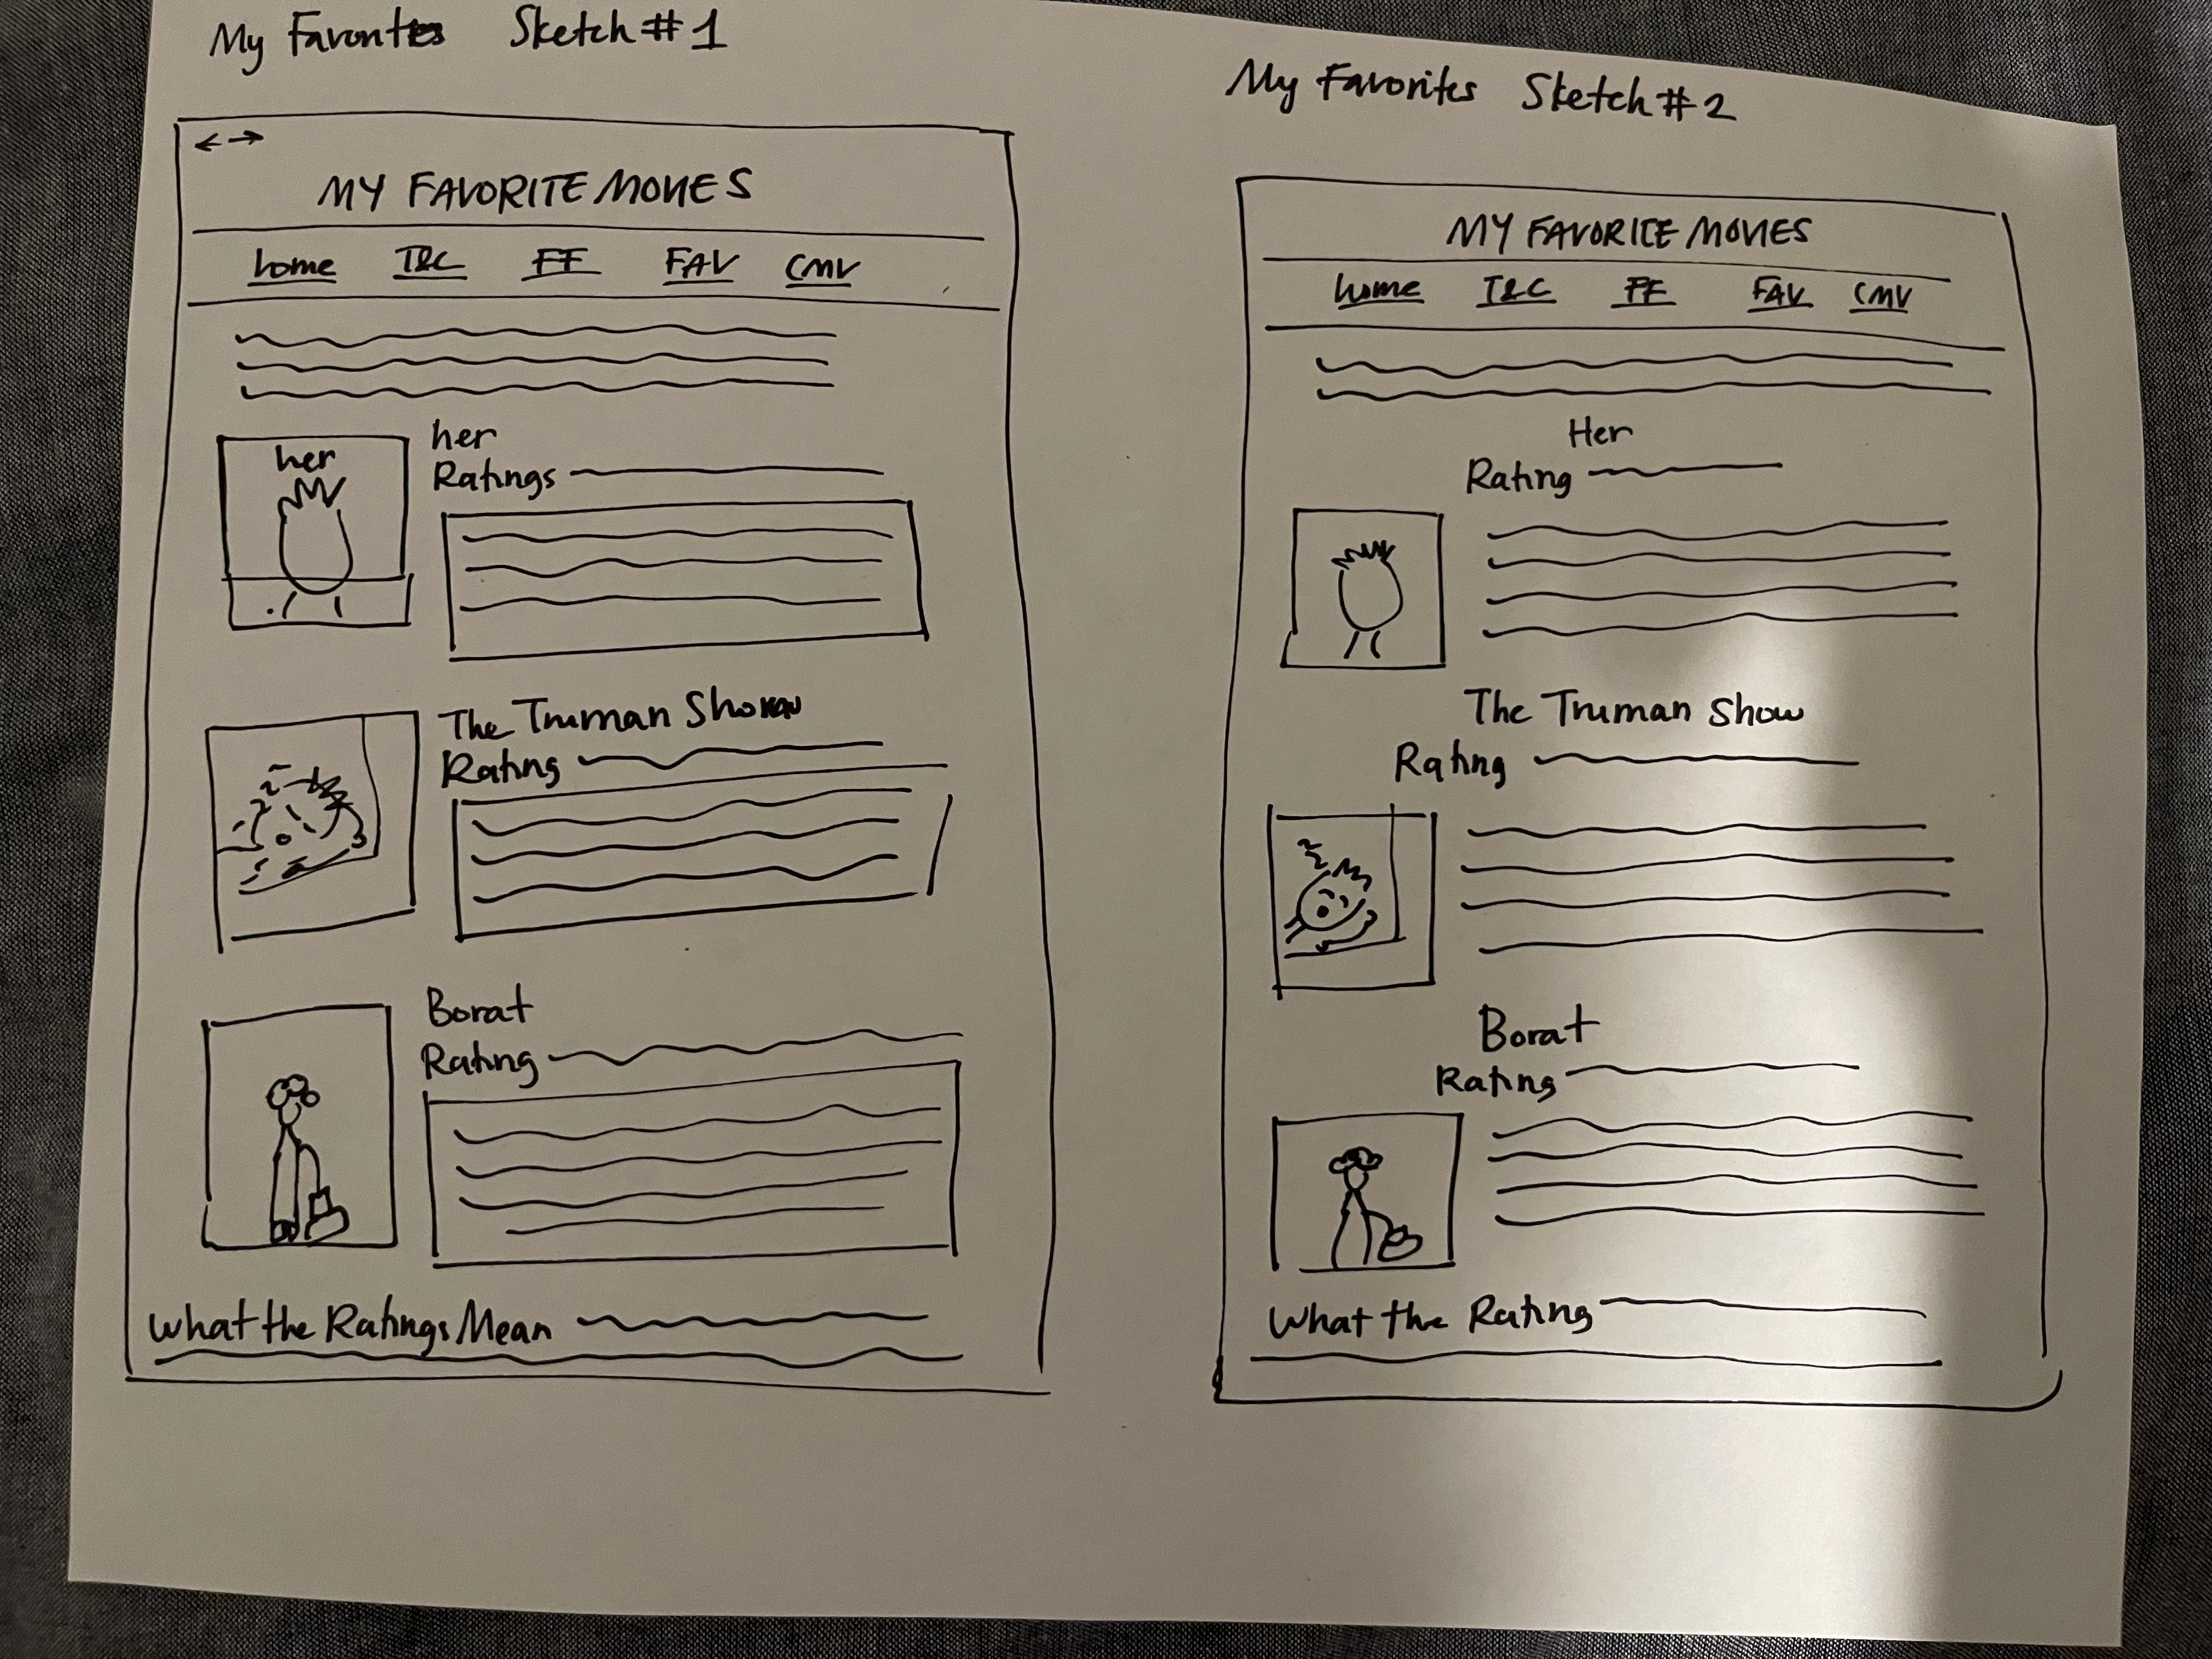 My Favorites Sketch #1
MY FAVORITE MOVIES
home I&C FF FAV CMV
her
her
Ratings
The Truman Show
Rating
Borat
Rating
What the Ratings Mean
My Favorites Sketch #2
MY FAVORITE MOVIES
home I&C FF FAV CMV
Her
Rating
The Truman Show
Rating
Borat
Rating
What the Rating